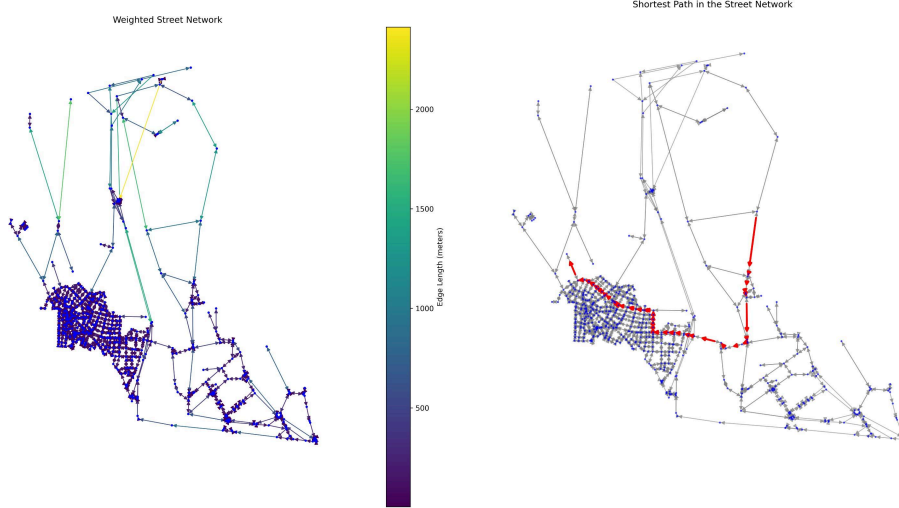 Weighted Street Network
Shortest Path in the Street Network
2000
1500
1000
500
Edge Length (meters)